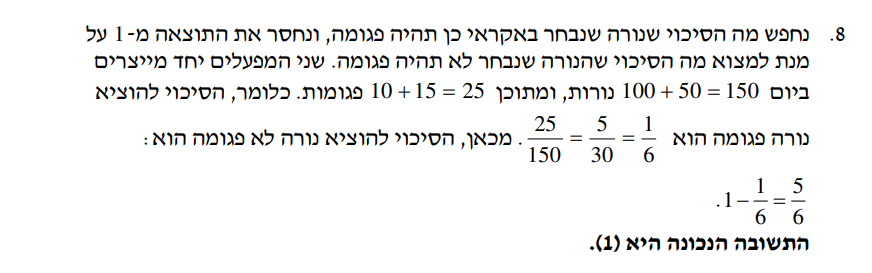 8. נחפש מה הסיכוי שנורה שנבחר באקראי כן תהיה פגומה, ונחסר את התוצאה מ-1 על
מנת למצוא מה הסיכוי שהנורה שנבחר לא תהיה פגומה. שני המפעלים יחד מייצרים
ביום 100 + 50 = 150 נורות, ומתוכן 10 + 15 = 25 פגומות. כלומר, הסיכוי להוציא
נורה פגומה הוא 25/150 = 5/30 = 1/6. מכאן, הסיכוי להוציא נורה לא פגומה הוא:
1 − 1/6 = 5/6.
התשובה הנכונה היא (1).